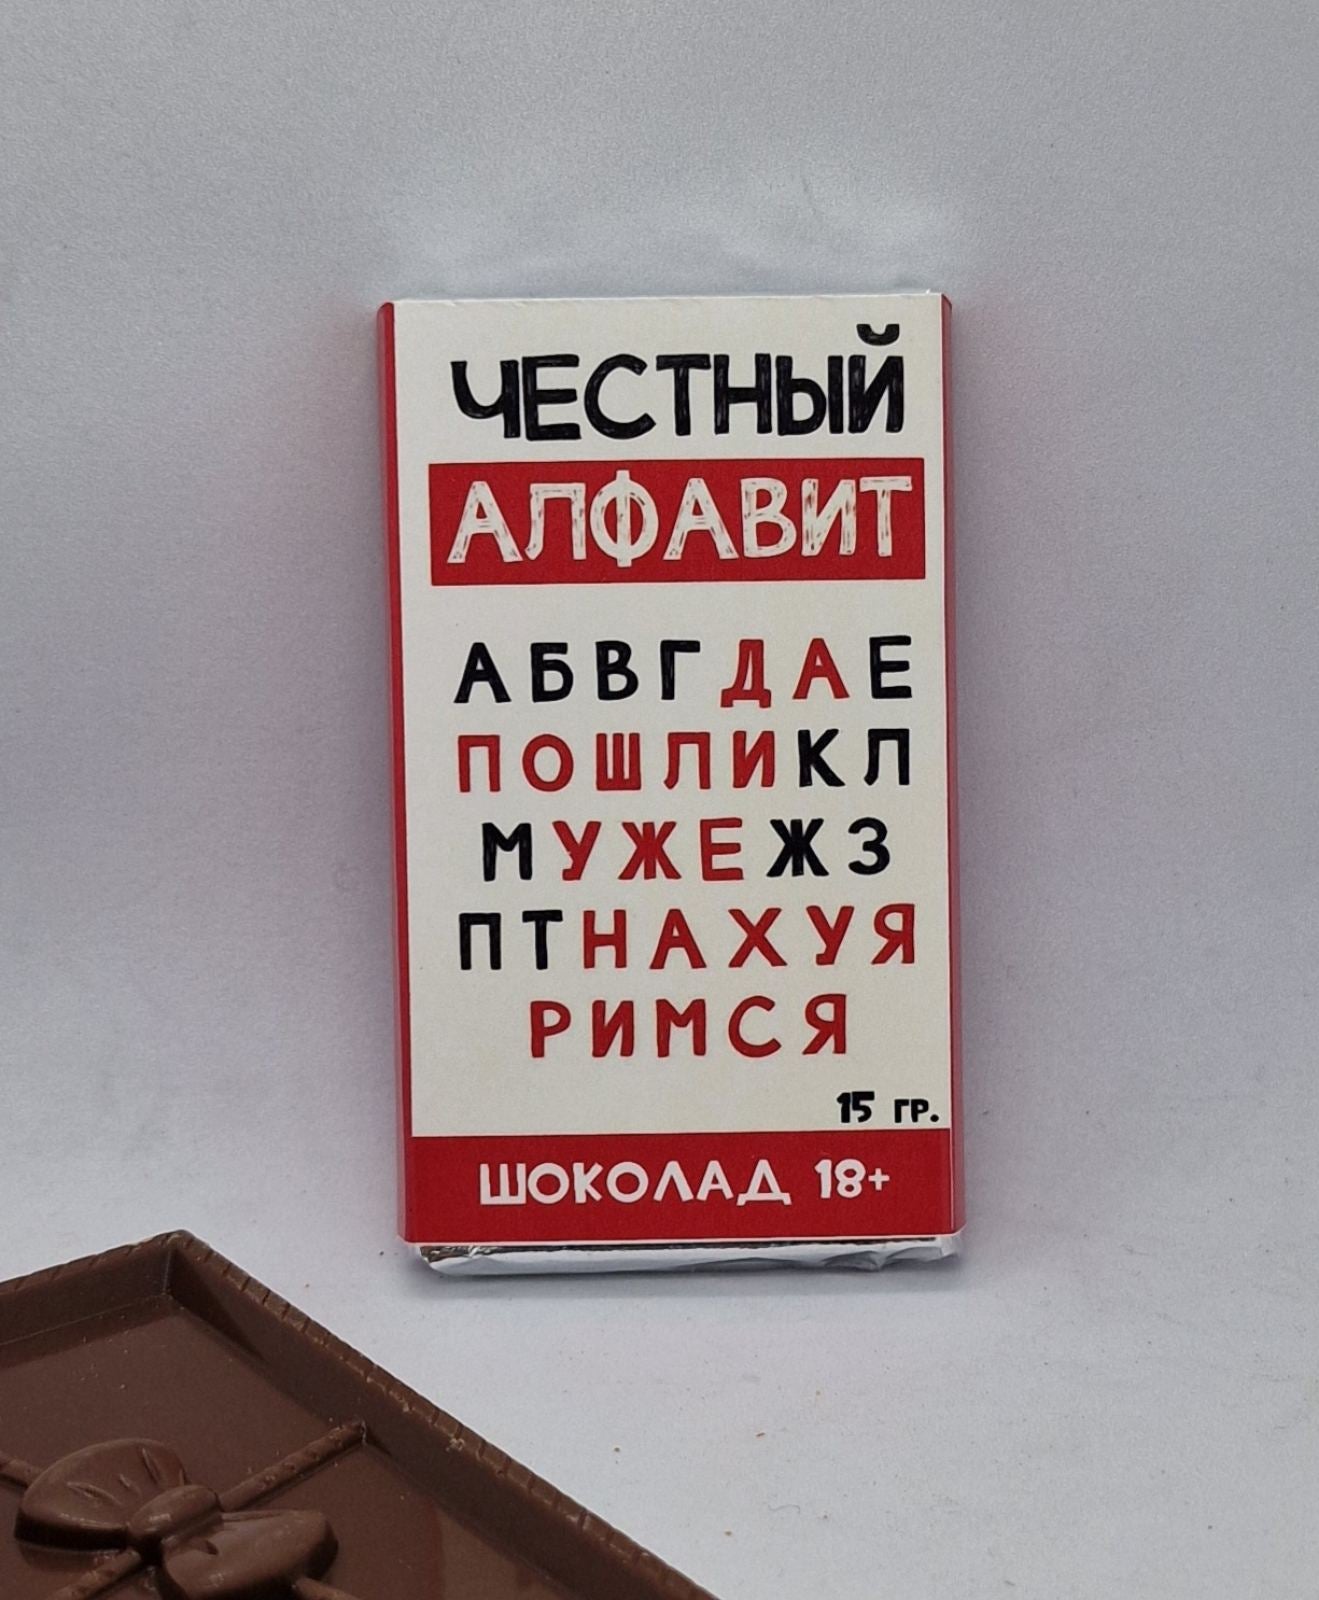 ЧЕСТНЫЙ
АЛФАВИТ
АБВГДАЕ
ПОШЛИКЛ
МУЖЕЖЗ
ПТНАХУЯ
РИМСЯ
15 ГР.
ШОКОЛАД 18+